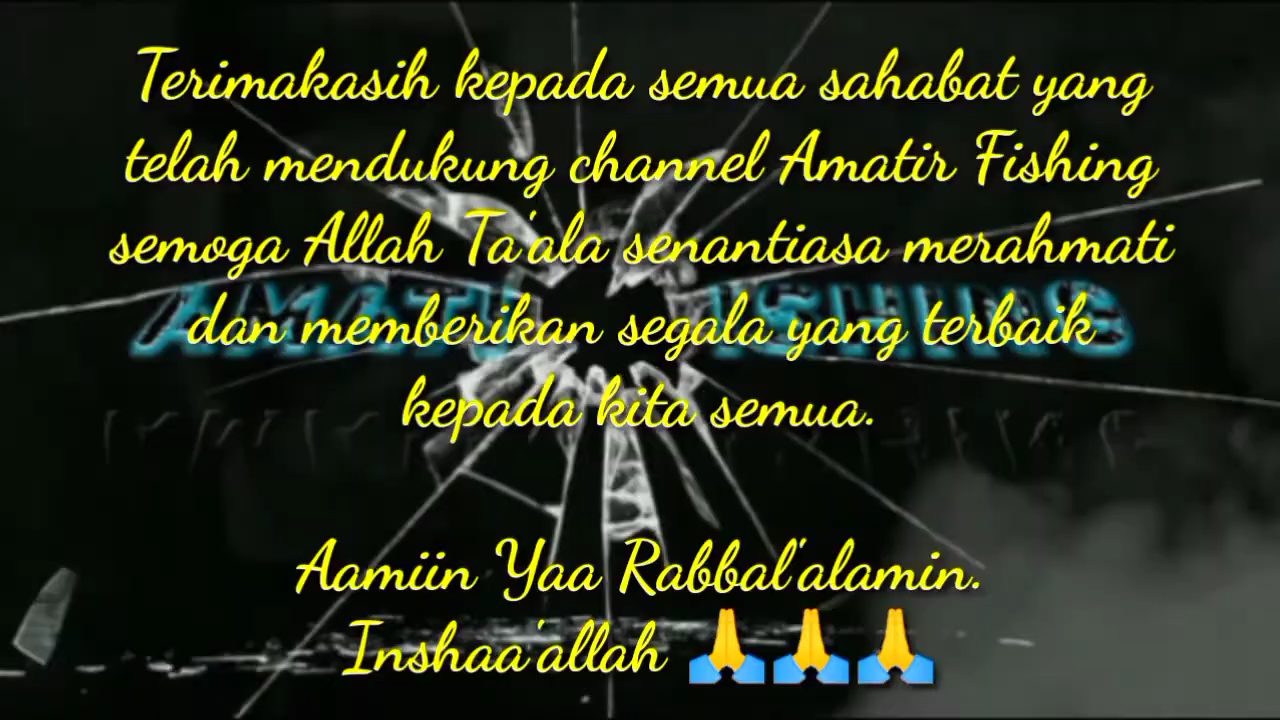 Terimakasih kepada semua sahabat yang
telah mendukung channel Amatir Fishing
semoga Allah Ta'ala senantiasa merahmati
dan memberikan segala yang terbaik
kepada kita semua.
Aamiin Yaa Rabbal'alamin.
Inshaa'allah 🙏🙏🙏